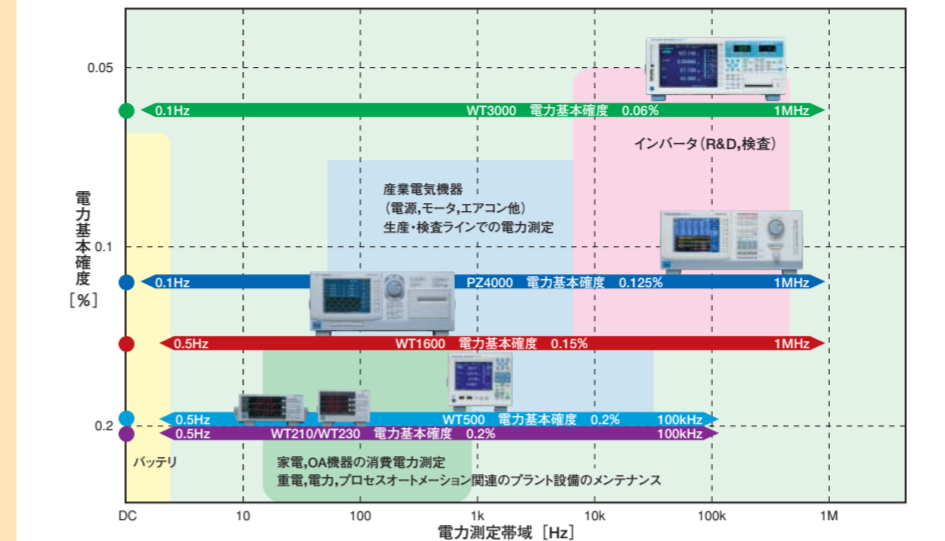 0.05
0.1Hz WT3000 電力基本確度 0.06% 1MHz
インバータ(R&D,検査)
電力基本確度
[%]
産業電気機器
(電源,モータ,エアコン他)
生産・検査ラインでの電力測定
0.1
0.1Hz PZ4000 電力基本確度 0.125% 1MHz
0.5Hz WT1600 電力基本確度 0.15% 1MHz
0.5Hz WT500 電力基本確度 0.2% 100kHz
0.2
0.5Hz WT210/WT230 電力基本確度 0.2% 100kHz
バッテリ
家電,OA機器の消費電力測定
重電,電力,プロセスオートメーション関連のプラント設備のメンテナンス
DC 10 100 1k 10k 100k 1M
電力測定帯域 [Hz]